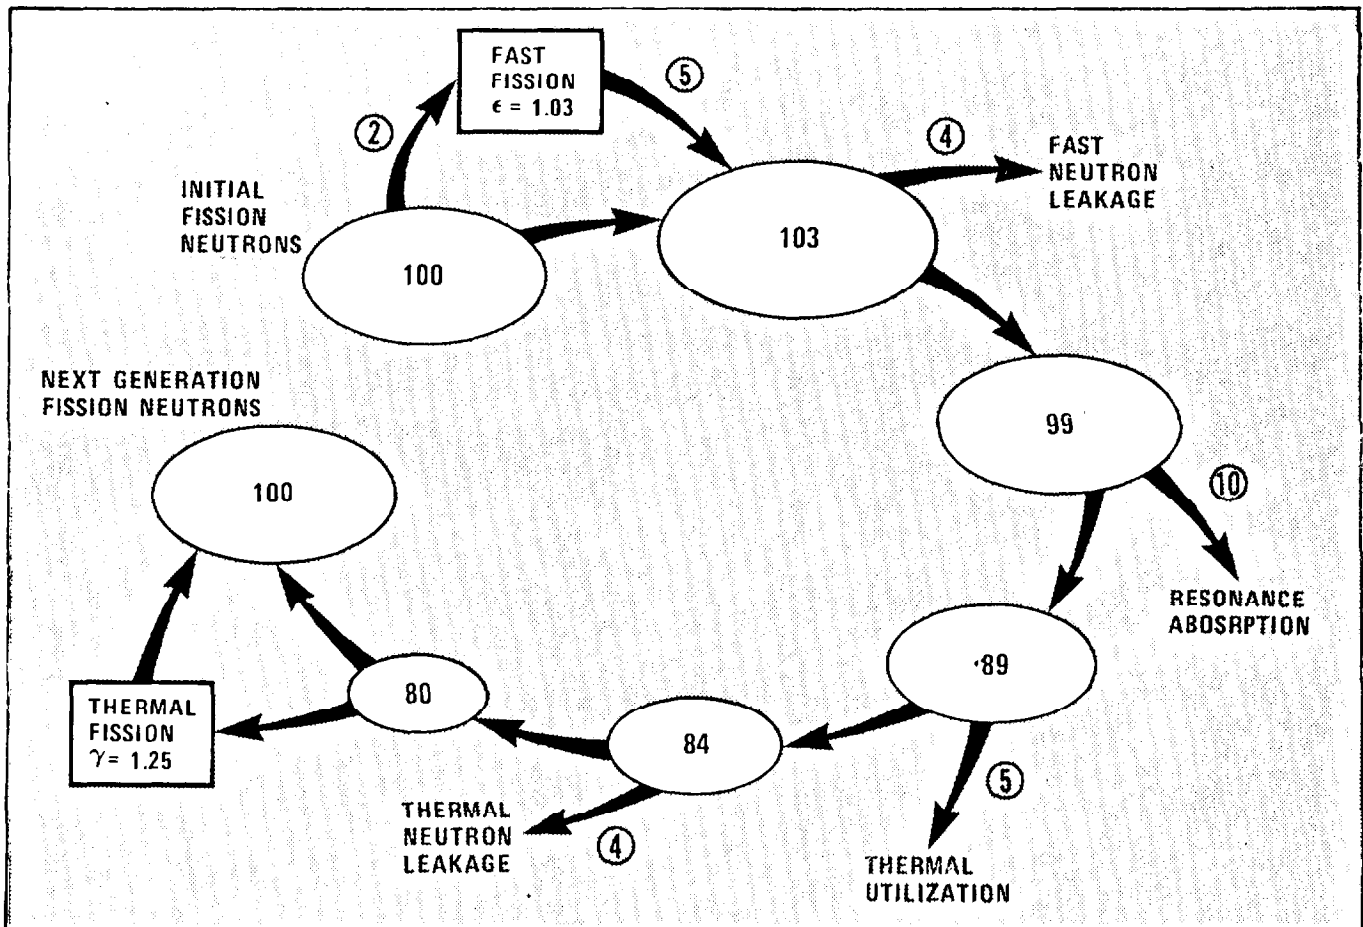 FAST
FISSION
ϵ = 1.03
②
⑤
④
FAST
NEUTRON
LEAKAGE
INITIAL
FISSION
NEUTRONS
100
103
NEXT GENERATION
FISSION NEUTRONS
99
⑩
100
RESONANCE
ABOSRPTION
89
80
84
THERMAL
FISSION
γ = 1.25
THERMAL
NEUTRON
LEAKAGE
④
⑤
THERMAL
UTILIZATION